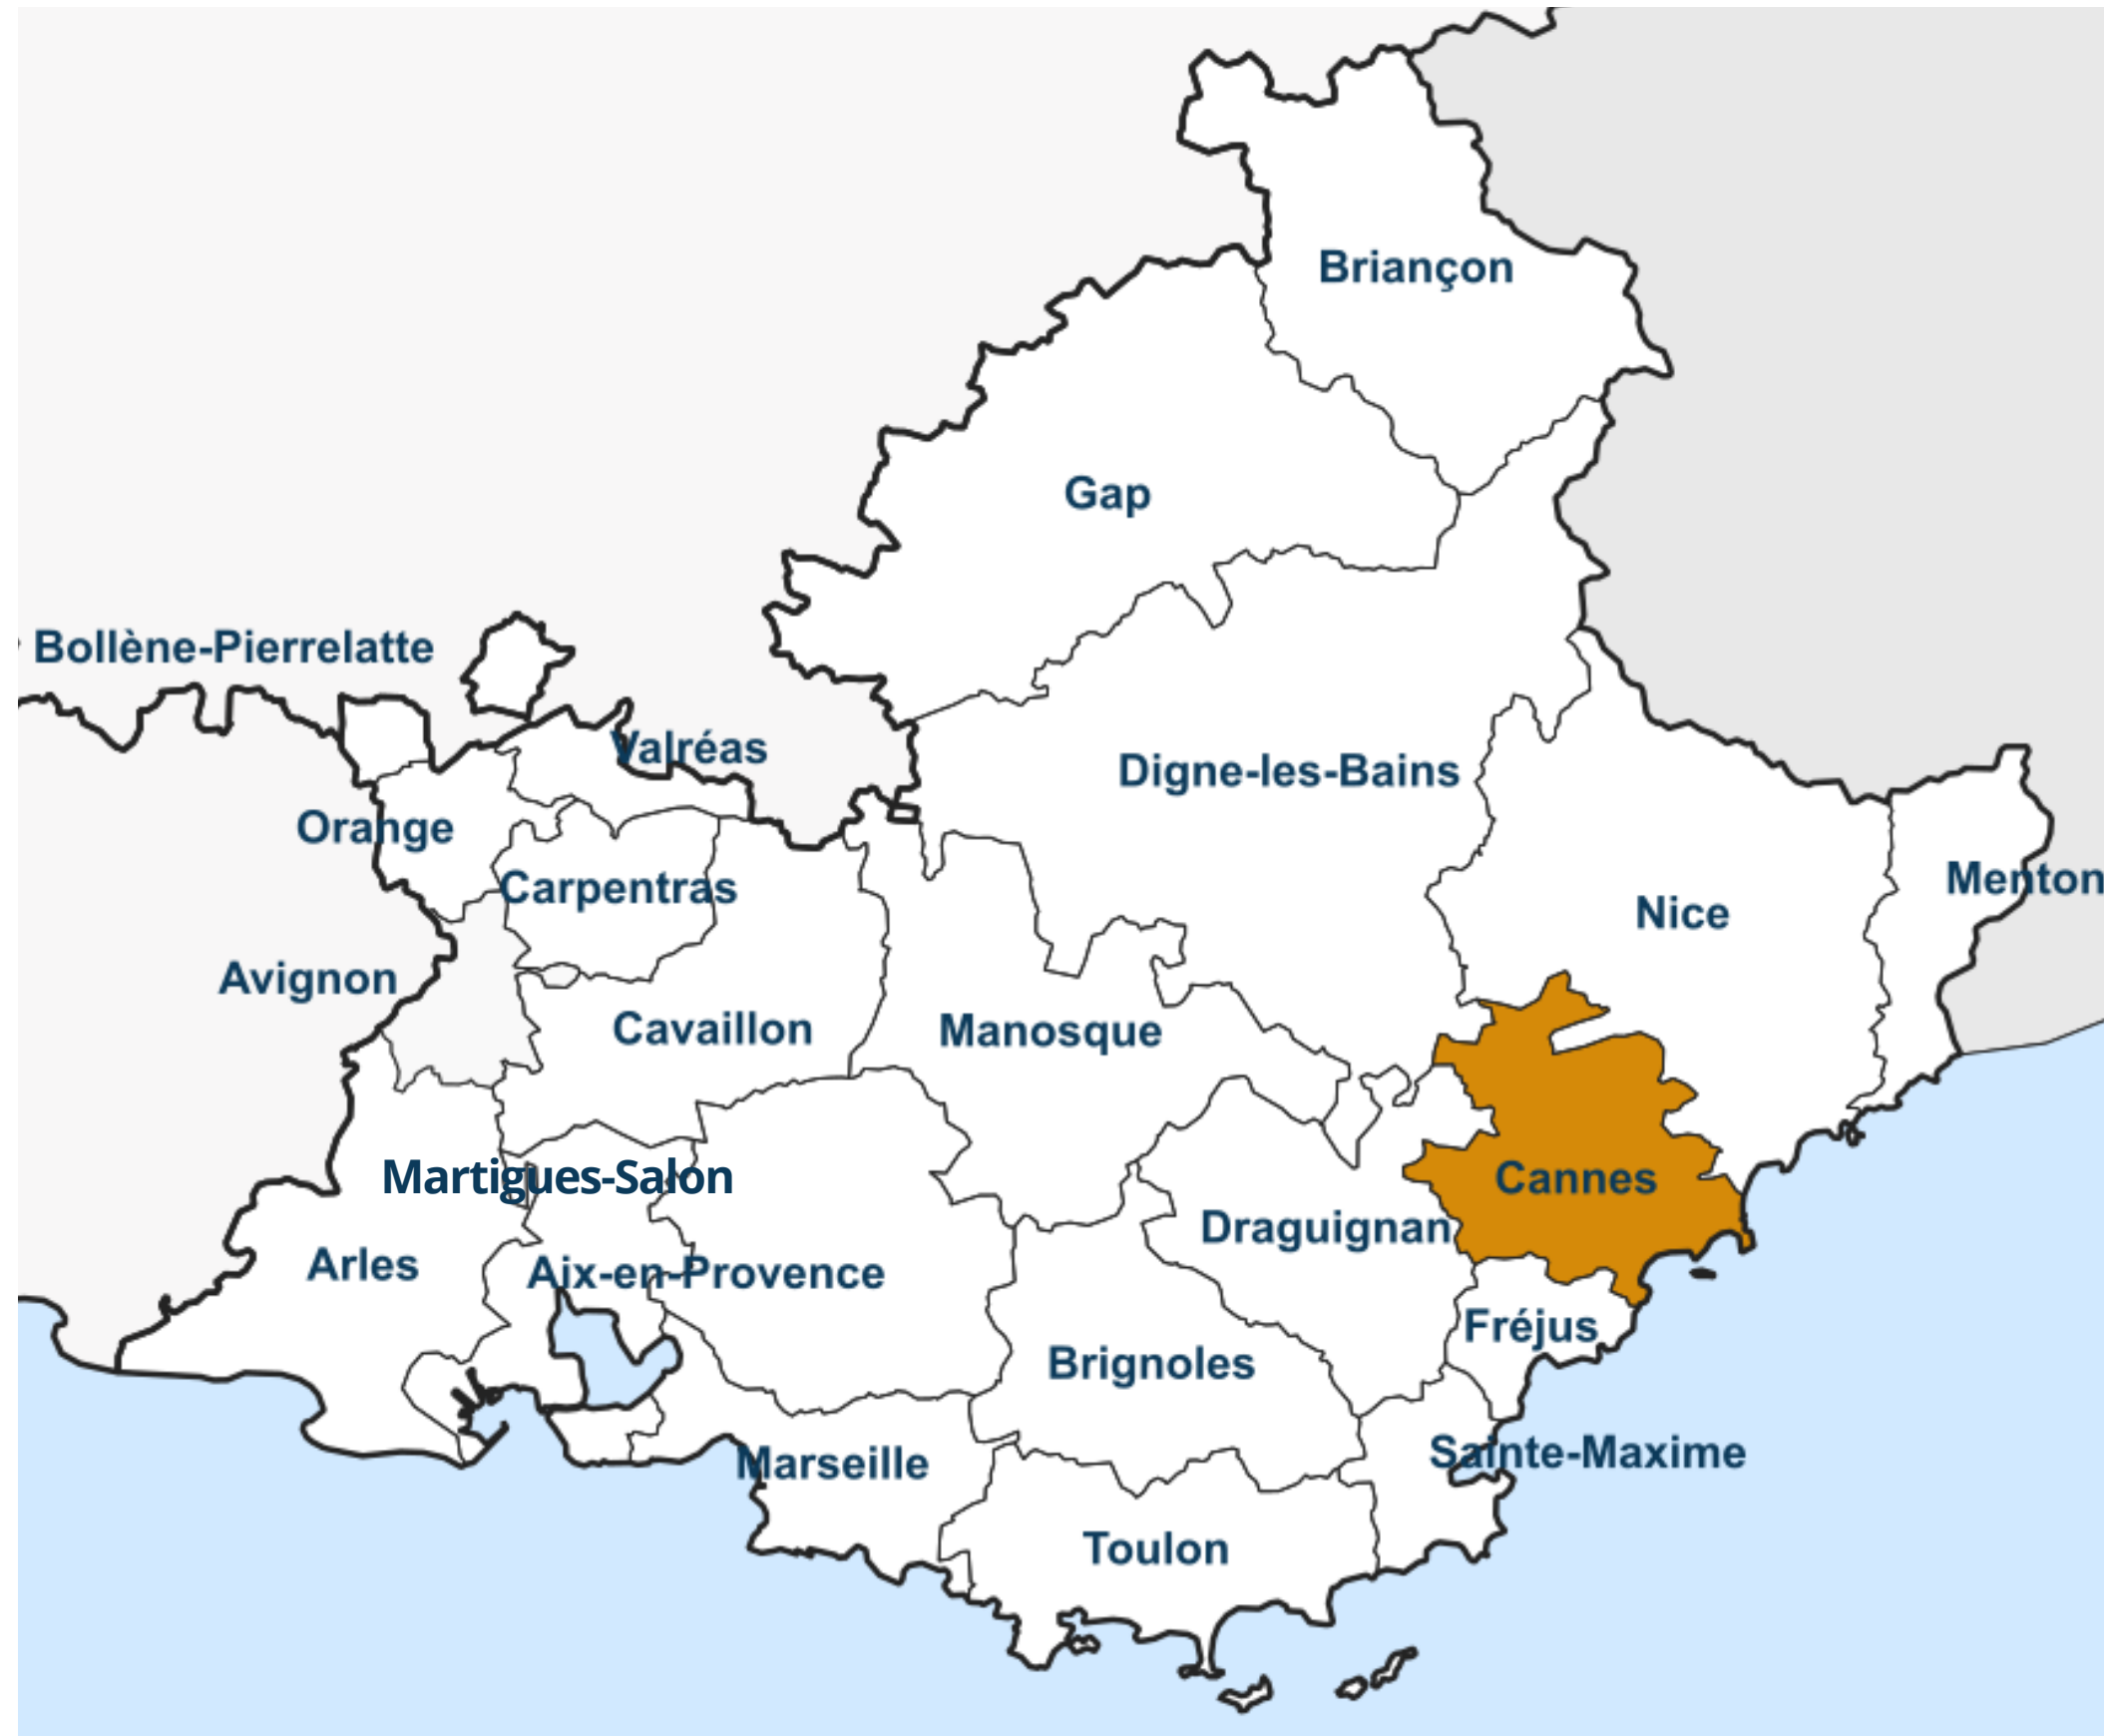 Briançon
Gap
Bollène-Pierrelatte
Valréas
Digne-les-Bains
Orange
Carpentras
Menton
Nice
Avignon
Cavaillon
Manosque
Martigues-Salon
Cannes
Draguignan
Arles
Aix-en-Provence
Fréjus
Brignoles
Sainte-Maxime
Marseille
Toulon